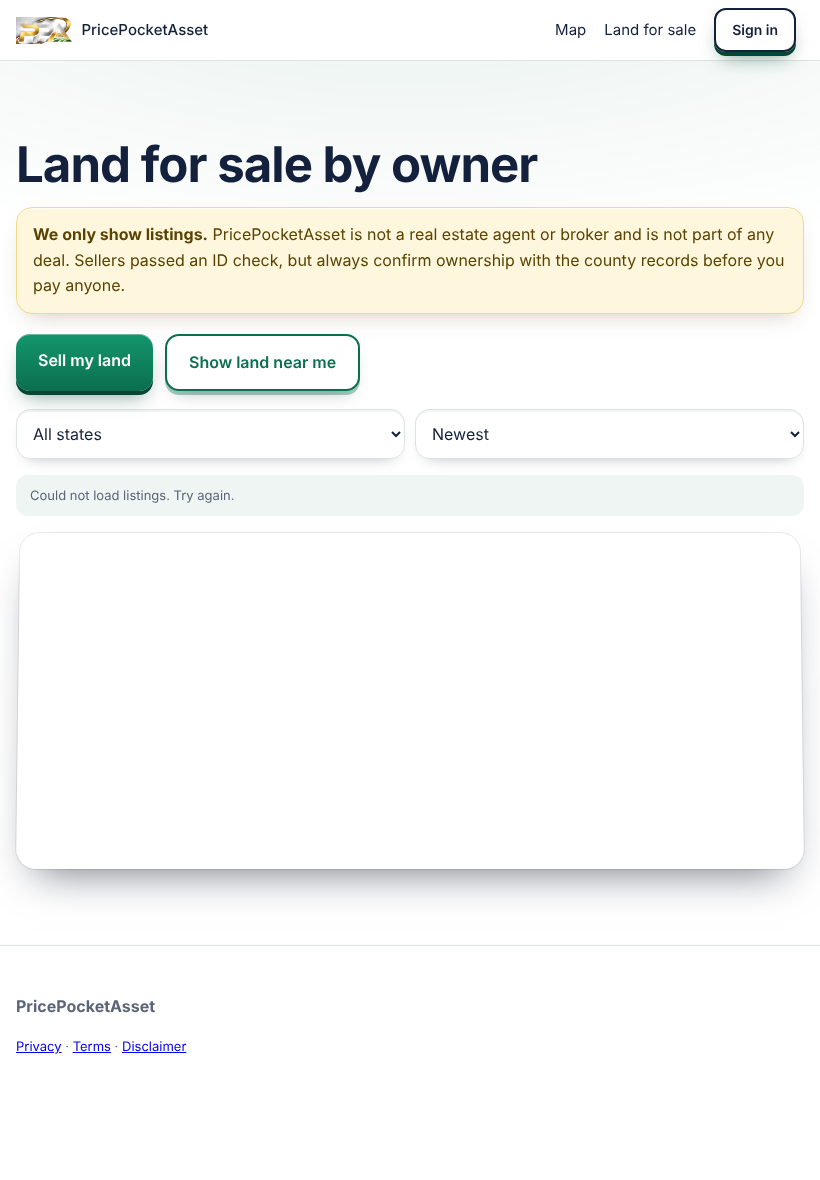 PPA PricePocketAsset Map Land for sale Sign in
Land for sale by owner
We only show listings. PricePocketAsset is not a real estate agent or broker and is not part of any
deal. Sellers passed an ID check, but always confirm ownership with the county records before you
pay anyone.
Sell my land Show land near me
All states Newest
Could not load listings. Try again.
PricePocketAsset
Privacy · Terms · Disclaimer